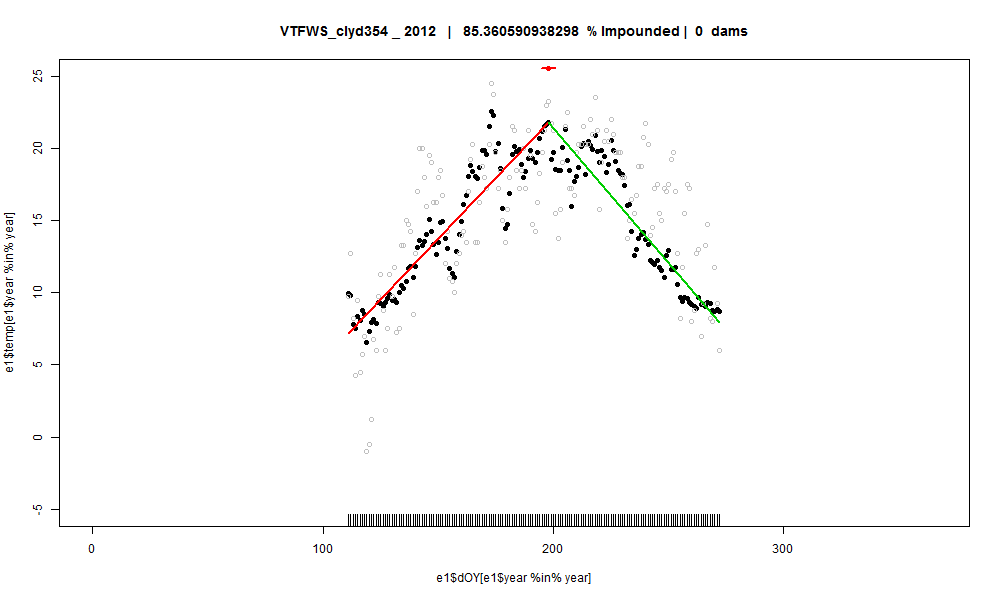 VTFWS_clyd354 _ 2012 | 85.360590938298 % Impounded | 0 dams
25
20
15
10
5
0
-5
e1$temp[e1$year %in% year]
0 100 200 300
e1$dOY[e1$year %in% year]